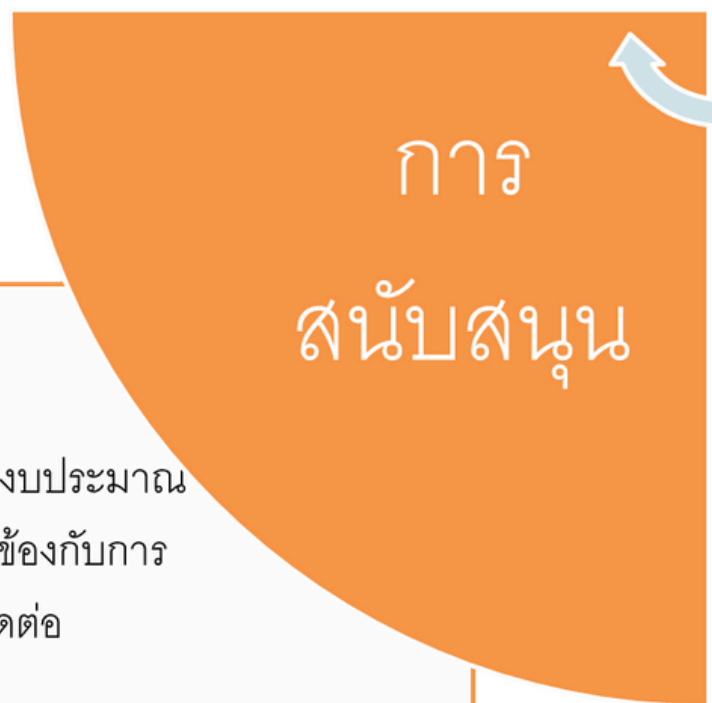 การ
สนับสนุน
งบประมาณ
ข้องกับการ
ต่อ